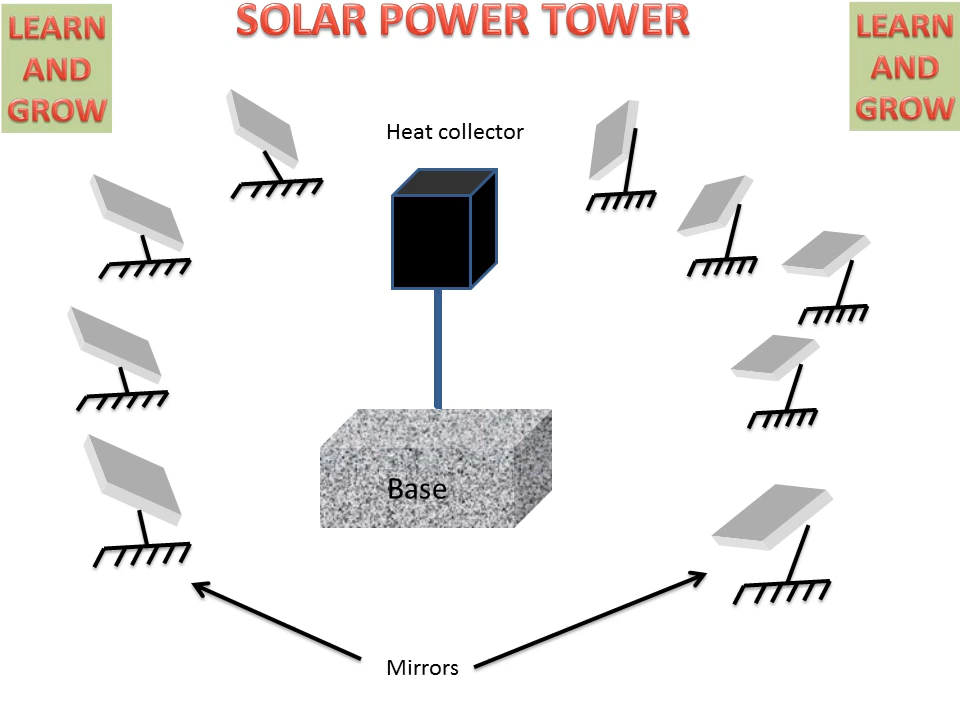 SOLAR POWER TOWER
LEARN
AND
GROW
LEARN
AND
GROW
Heat collector
Base
Mirrors